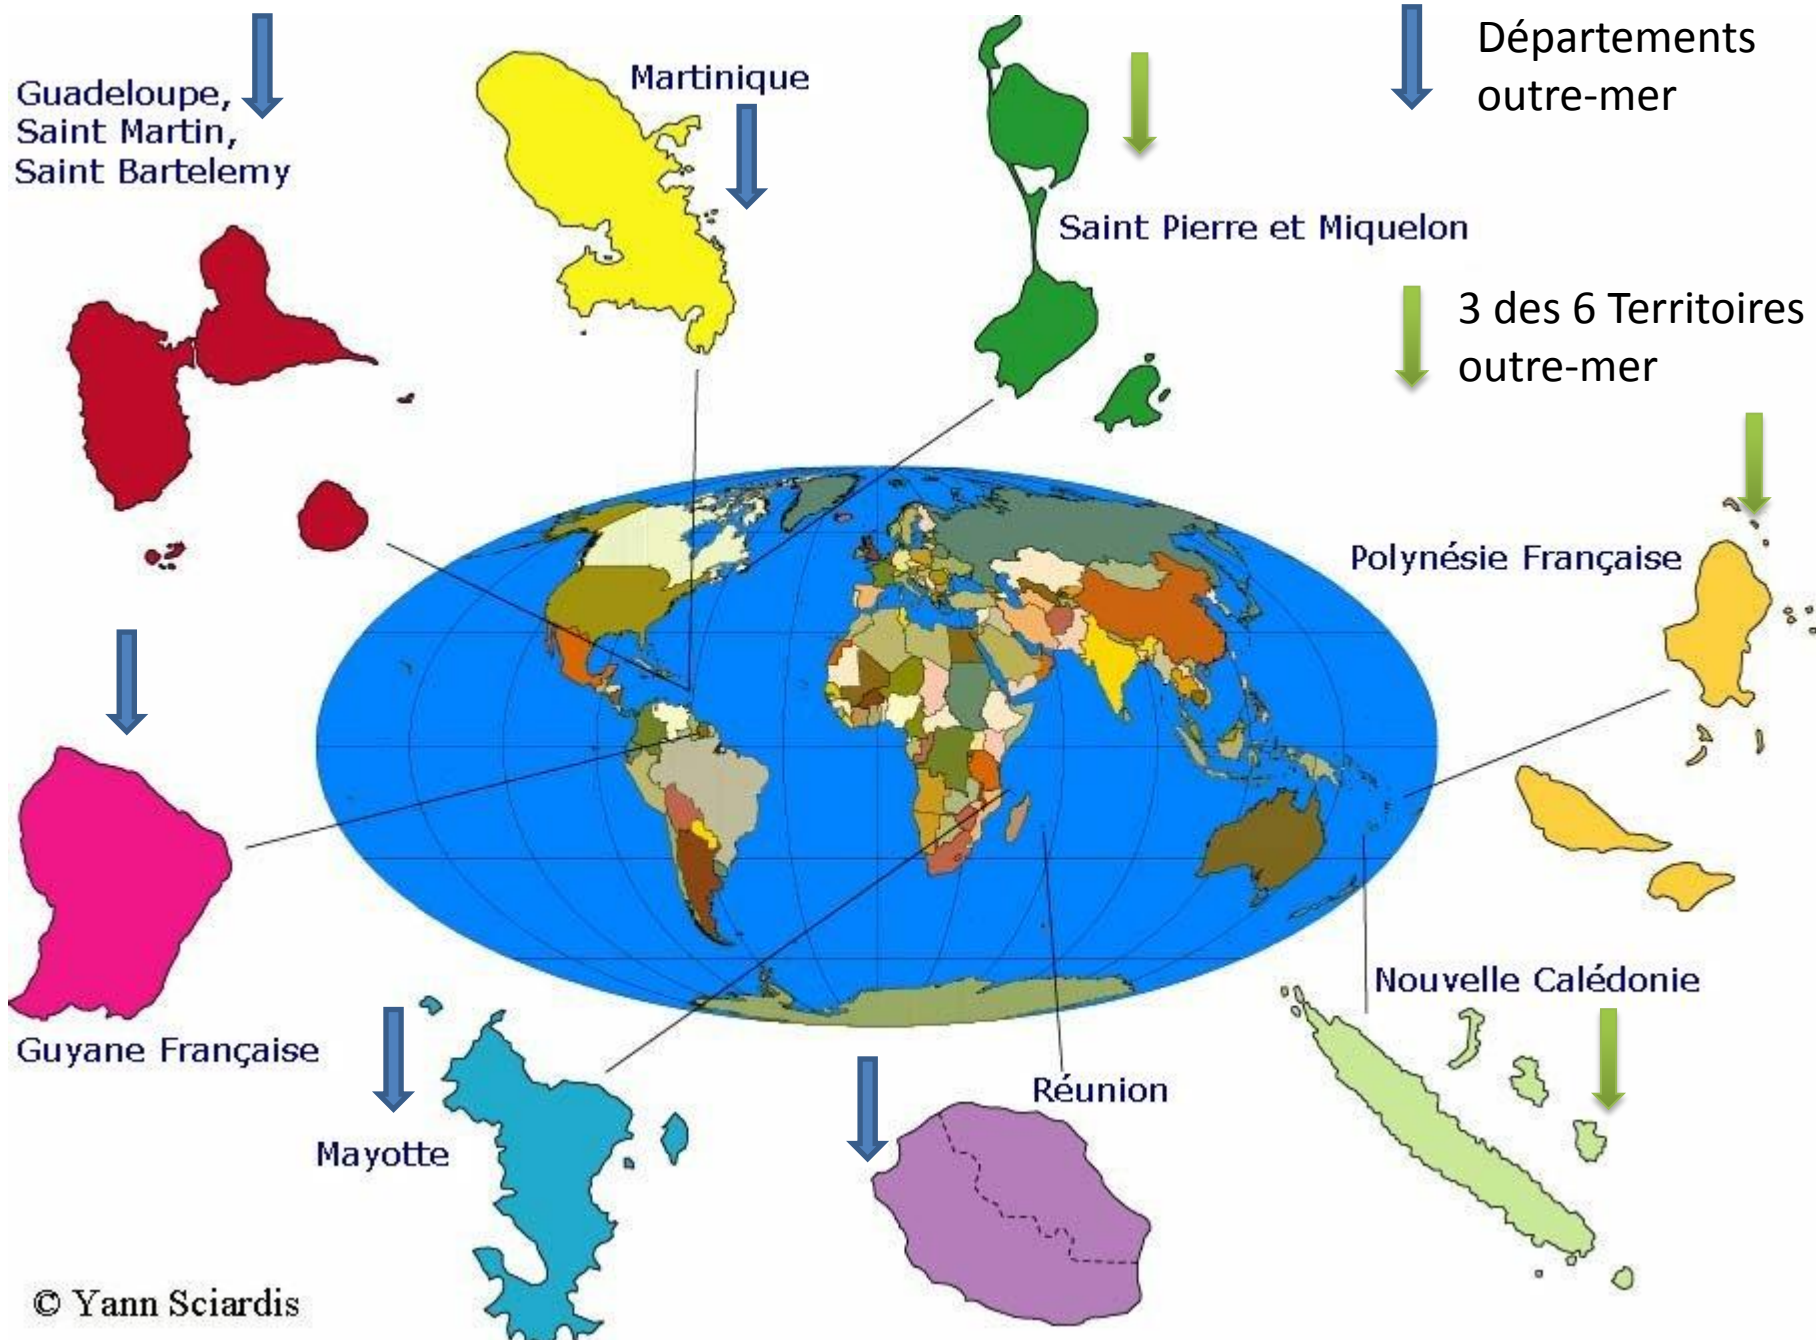 Guadeloupe,
Saint Martin,
Saint Bartelemy
Martinique
Saint Pierre et Miquelon
Départements
outre-mer
3 des 6 Territoires
outre-mer
Polynésie Française
Guyane Française
Mayotte
Réunion
Nouvelle Calédonie
© Yann Sciardis